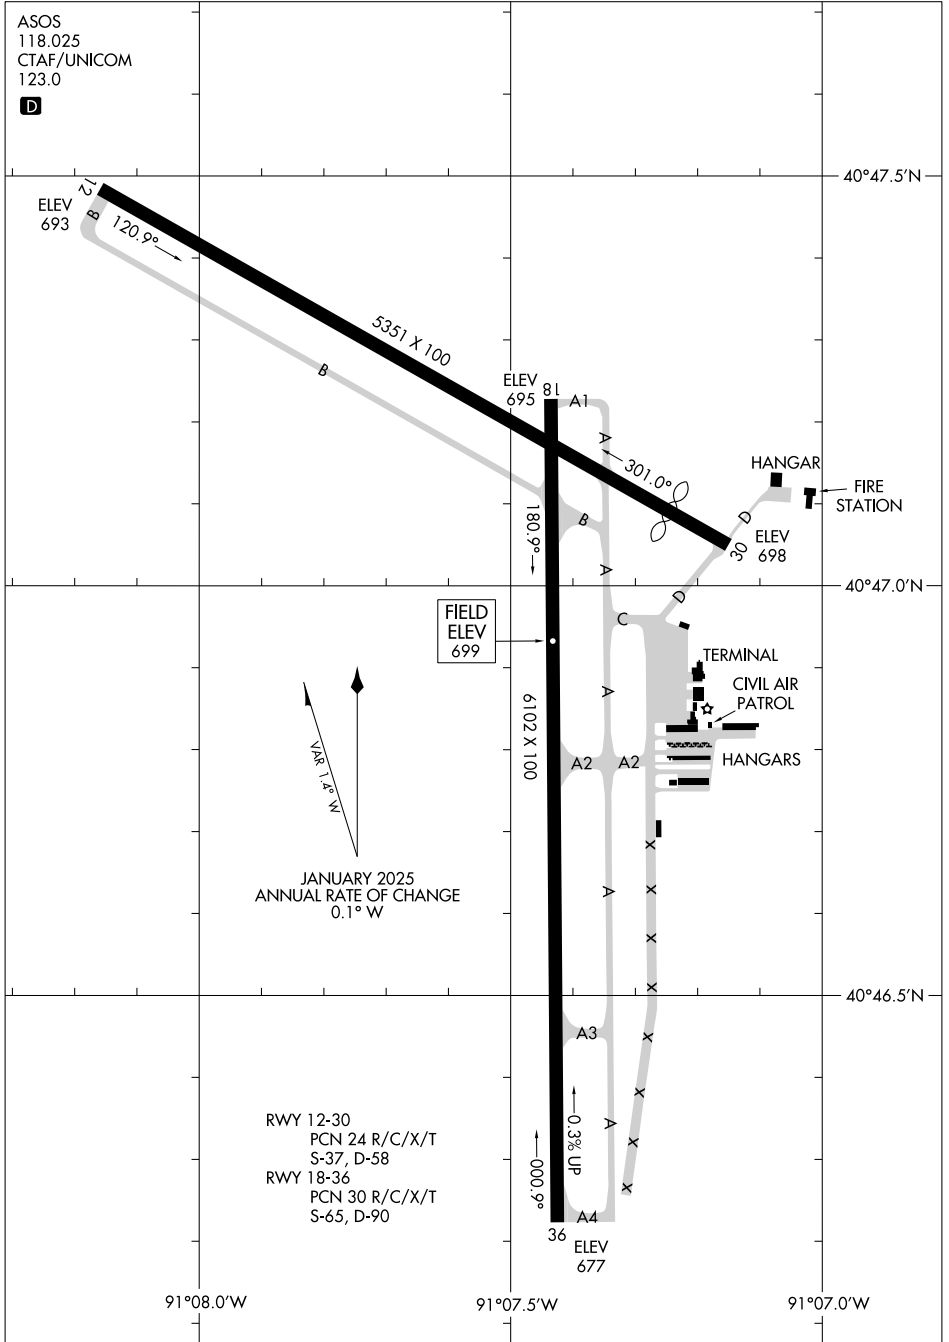 ASOS
118.025
CTAF/UNICOM
123.0
D
40°47.5'N
12
ELEV
693
B
120.9°
5351 X 100
B
ELEV
695
18
A1
A
301.0°
HANGAR
FIRE
STATION
D
B
180.9°
30
ELEV
698
A
40°47.0'N
D
C
FIELD
ELEV
699
TERMINAL
CIVIL AIR
PATROL
A
6102 X 100
VAR 1.4° W
A2
A2
HANGARS
X
JANUARY 2025
ANNUAL RATE OF CHANGE
0.1° W
A
X
X
X
40°46.5'N
A3
X
X
RWY 12-30
PCN 24 R/C/X/T
S-37, D-58
RWY 18-36
PCN 30 R/C/X/T
S-65, D-90
0.3% UP
A
X
000.9°
X
A4
36
ELEV
677
91°08.0'W
91°07.5'W
91°07.0'W